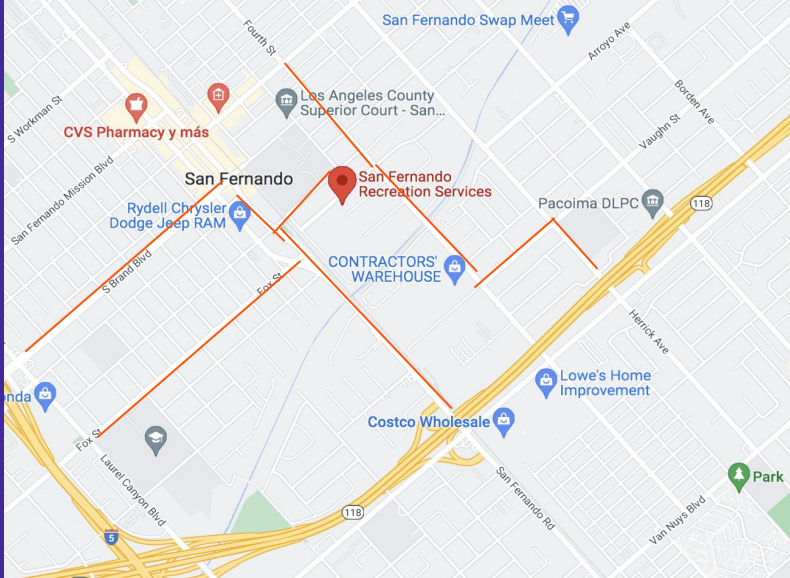 San Fernando Swap Meet
Fourth St
Arroyo Ave
Borden Ave
Los Angeles County
Superior Court - San...
S Workman St
CVS Pharmacy y más
Vaughn St
San Fernando
San Fernando
Recreation Services
San Fernando Mission Blvd
Rydell Chrysler
Dodge Jeep RAM
Pacoima DLPC
118
S Brand Blvd
CONTRACTORS'
WAREHOUSE
Fox St
Herrick Ave
Lowe's Home
Improvement
nda
Costco Wholesale
Fox St
Laurel Canyon Blvd
San Fernando Rd
Park
118
Van Nuys Blvd
5